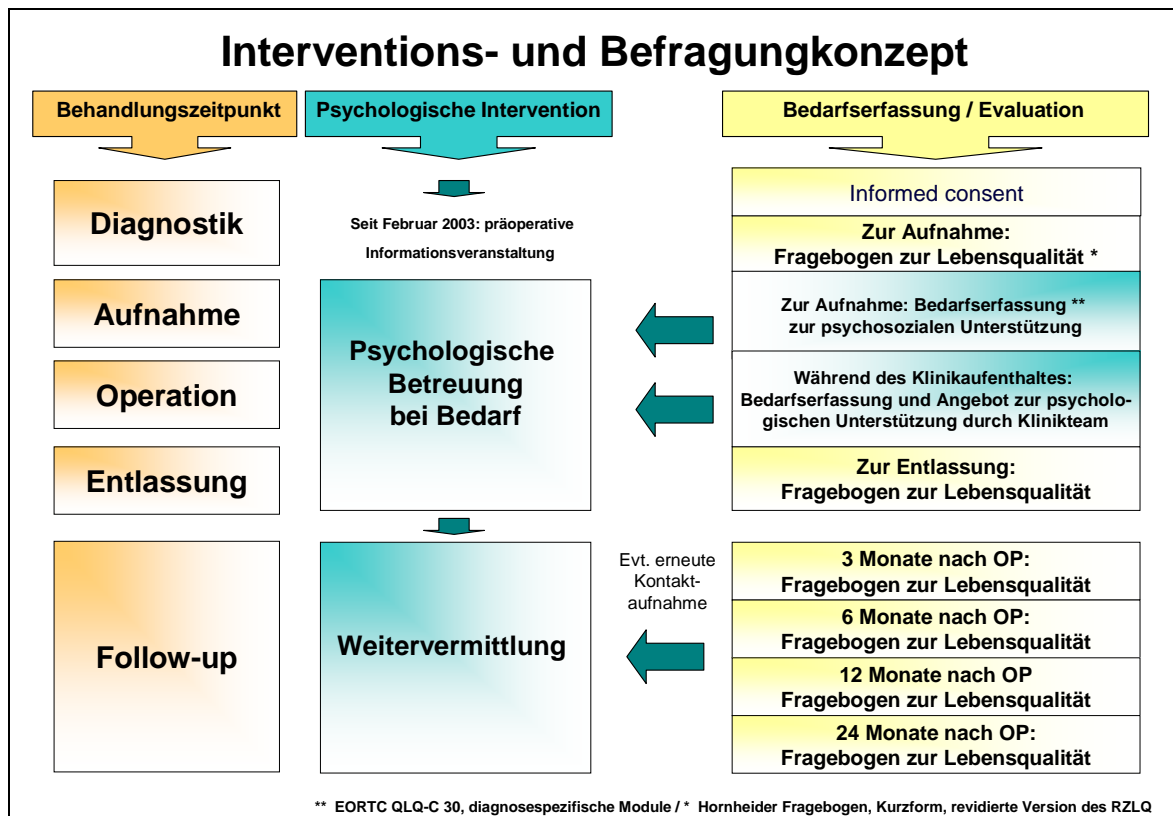 Interventions- und Befragungkonzept
Behandlungszeitpunkt
Psychologische Intervention
Bedarfserfassung / Evaluation
Diagnostik
Seit Februar 2003: präoperative
Informationsveranstaltung
Informed consent
Zur Aufnahme:
Fragebogen zur Lebensqualität *
Aufnahme
Operation
Entlassung
Psychologische
Betreuung
bei Bedarf
Zur Aufnahme: Bedarfserfassung **
zur psychosozialen Unterstützung
Während des Klinikaufenthaltes:
Bedarfserfassung und Angebot zur psycholo-
gischen Unterstützung durch Klinikteam
Zur Entlassung:
Fragebogen zur Lebensqualität
Follow-up
Weitervermittlung
Evt. erneute
Kontakt-
aufnahme
3 Monate nach OP:
Fragebogen zur Lebensqualität
6 Monate nach OP:
Fragebogen zur Lebensqualität
12 Monate nach OP
Fragebogen zur Lebensqualität
24 Monate nach OP:
Fragebogen zur Lebensqualität
** EORTC QLQ-C 30, diagnosespezifische Module / * Hornheider Fragebogen, Kurzform, revidierte Version des RZLQ